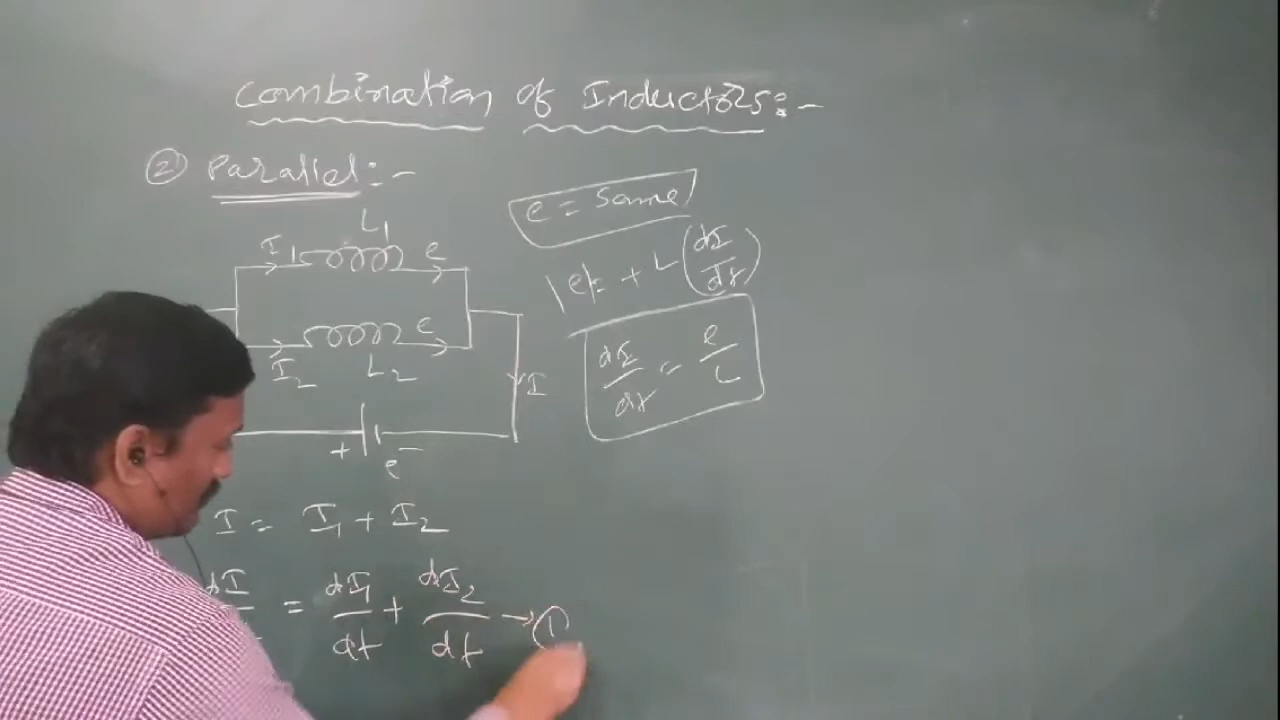 Combination of Inductors:-
② Parallel:-
e = Same
L₁
I₁ e
|e| = + L (dI/dt)
e
I₂ L₂
dI/dt = e/L
I
+ -
e
I = I₁ + I₂
dI = dI₁/dt + dI₂/dt → ①